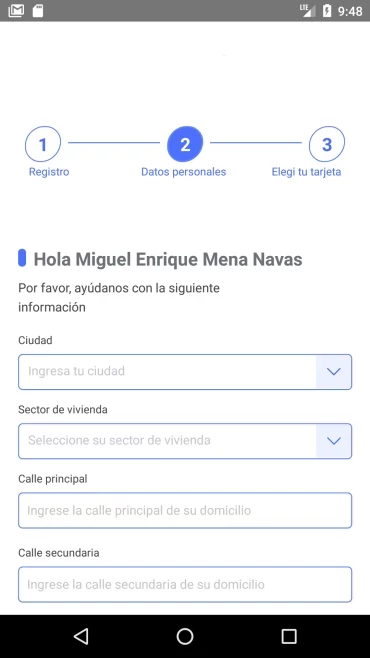 LTE 9:48
1 2 3
Registro Datos personales Elegi tu tarjeta
Hola Miguel Enrique Mena Navas
Por favor, ayúdanos con la siguiente
información
Ciudad
Ingresa tu ciudad
Sector de vivienda
Seleccione su sector de vivienda
Calle principal
Ingrese la calle principal de su domicilio
Calle secundaria
Ingrese la calle secundaria de su domicilio